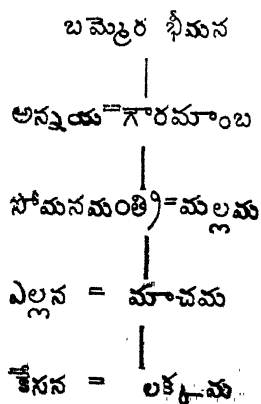 బమ్మెర భీమన
అన్నయ=గౌరమాంబ
సోమనమంత్రి=మల్లమ
ఎల్లన = మాచమ
కేసన = లక్కమ